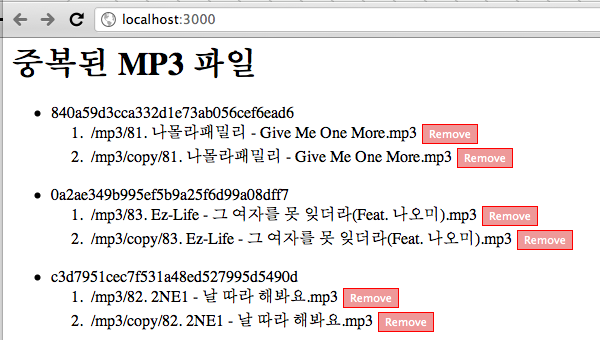 localhost:3000
중복된 MP3 파일
840a59d3cca332d1e73ab056cef6ead6
1. /mp3/81. 나몰라패밀리 - Give Me One More.mp3 Remove
2. /mp3/copy/81. 나몰라패밀리 - Give Me One More.mp3 Remove
0a2ae349b995ef5b9a25f6d99a08dff7
1. /mp3/83. Ez-Life - 그 여자를 못 잊더라(Feat. 나오미).mp3 Remove
2. /mp3/copy/83. Ez-Life - 그 여자를 못 잊더라(Feat. 나오미).mp3 Remove
c3d7951cec7f531a48ed527995d5490d
1. /mp3/82. 2NE1 - 날 따라 해봐요.mp3 Remove
2. /mp3/copy/82. 2NE1 - 날 따라 해봐요.mp3 Remove